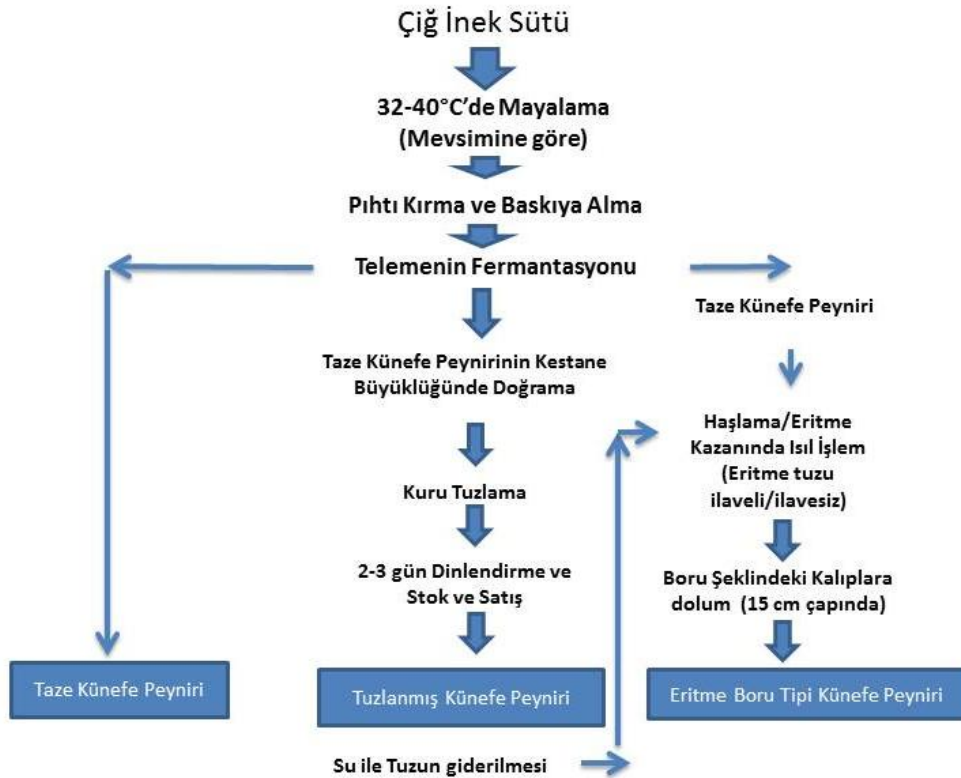 Çiğ İnek Sütü
32-40°C’de Mayalama
(Mevsimine göre)
Pıhtı Kırma ve Baskıya Alma
Telemenin Fermantasyonu
Taze Künefe Peyniri
Taze Künefe Peynirinin Kestane
Büyüklüğünde Doğrama
Haşlama/Eritme
Kazanında Isıl İşlem
(Eritme tuzu
ilaveli/ilavesiz)
Kuru Tuzlama
2-3 gün Dinlendirme ve
Stok ve Satış
Boru Şeklindeki Kalıplara
dolum (15 cm çapında)
Taze Künefe Peyniri
Tuzlanmış Künefe Peyniri
Eritme Boru Tipi Künefe Peyniri
Su ile Tuzun giderilmesi